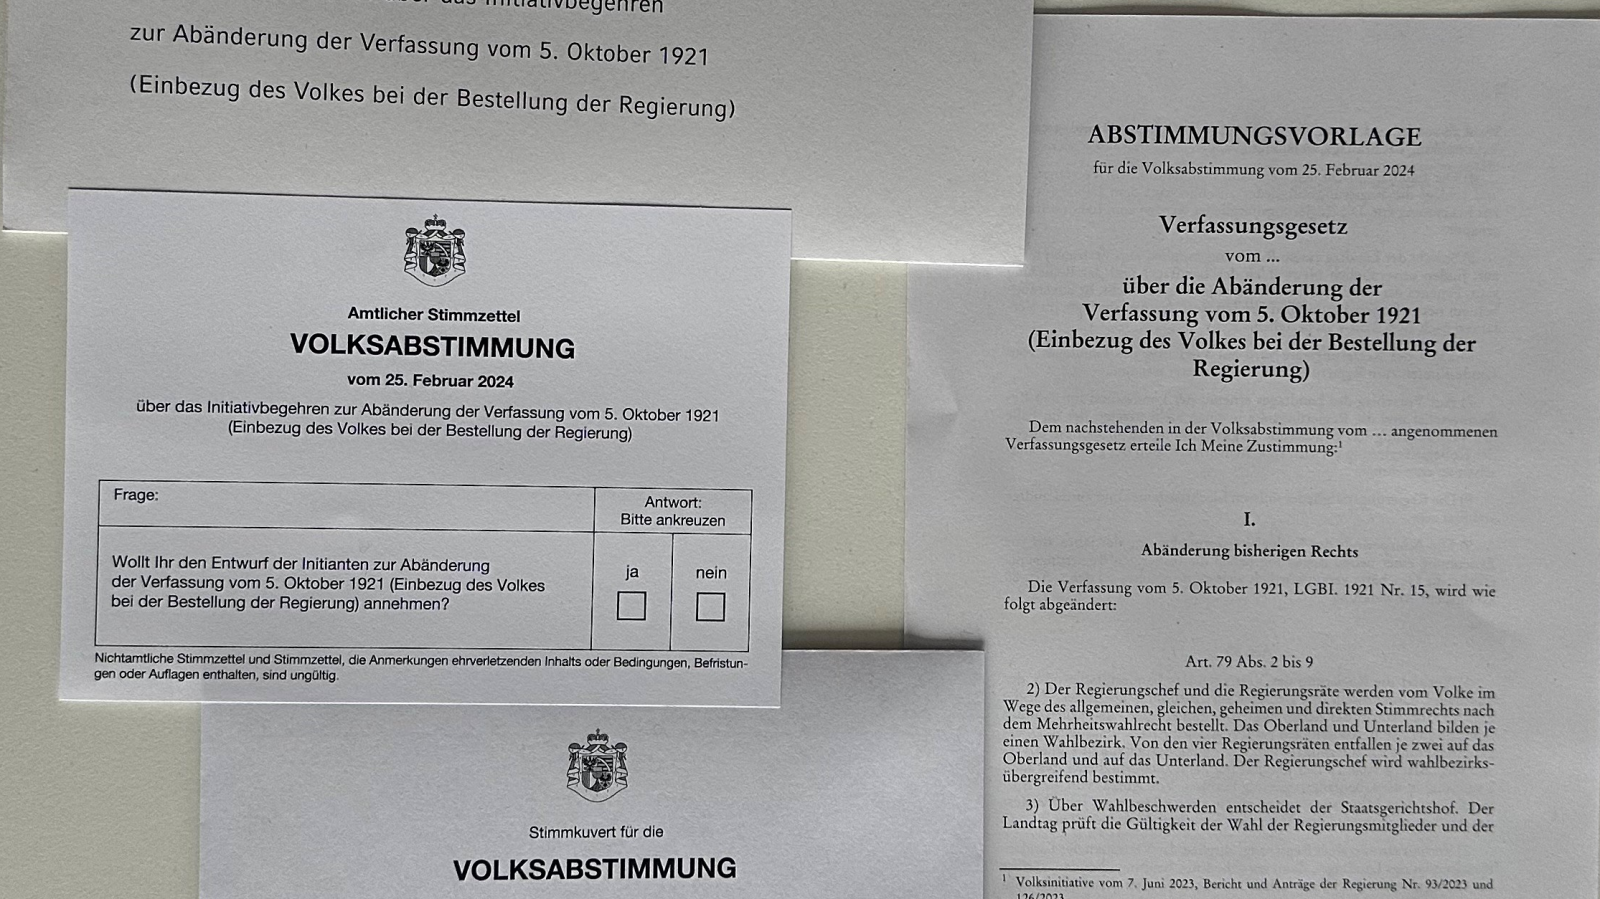 das Initiativbegehren
zur Abänderung der Verfassung vom 5. Oktober 1921
(Einbezug des Volkes bei der Bestellung der Regierung)
Amtlicher Stimmzettel
VOLKSABSTIMMUNG
vom 25. Februar 2024
über das Initiativbegehren zur Abänderung der Verfassung vom 5. Oktober 1921
(Einbezug des Volkes bei der Bestellung der Regierung)
Frage:
Antwort:
Bitte ankreuzen
Wollt Ihr den Entwurf der Initianten zur Abänderung
der Verfassung vom 5. Oktober 1921 (Einbezug des Volkes
bei der Bestellung der Regierung) annehmen?
ja
nein
Nichtamtliche Stimmzettel und Stimmzettel, die Anmerkungen ehrverletzenden Inhalts oder Bedingungen, Befristun-
gen oder Auflagen enthalten, sind ungültig.
Stimmkuvert für die
VOLKSABSTIMMUNG
ABSTIMMUNGSVORLAGE
für die Volksabstimmung vom 25. Februar 2024
Verfassungsgesetz
vom ...
über die Abänderung der
Verfassung vom 5. Oktober 1921
(Einbezug des Volkes bei der Bestellung der
Regierung)
Dem nachstehenden in der Volksabstimmung vom ... angenommenen
Verfassungsgesetz erteile Ich Meine Zustimmung:¹
I.
Abänderung bisherigen Rechts
Die Verfassung vom 5. Oktober 1921, LGBl. 1921 Nr. 15, wird wie
folgt abgeändert:
Art. 79 Abs. 2 bis 9
2) Der Regierungschef und die Regierungsräte werden vom Volke im
Wege des allgemeinen, gleichen, geheimen und direkten Stimmrechts nach
dem Mehrheitswahlrecht bestellt. Das Oberland und Unterland bilden je
einen Wahlbezirk. Von den vier Regierungsräten entfallen je zwei auf das
Oberland und auf das Unterland. Der Regierungschef wird wahlbezirks-
übergreifend bestimmt.
3) Über Wahlbeschwerden entscheidet der Staatsgerichtshof. Der
Landtag prüft die Gültigkeit der Wahl der Regierungsmitglieder und der
1 Volksinitiative vom 7. Juni 2023, Bericht und Anträge der Regierung Nr. 93/2023 und
126/2023